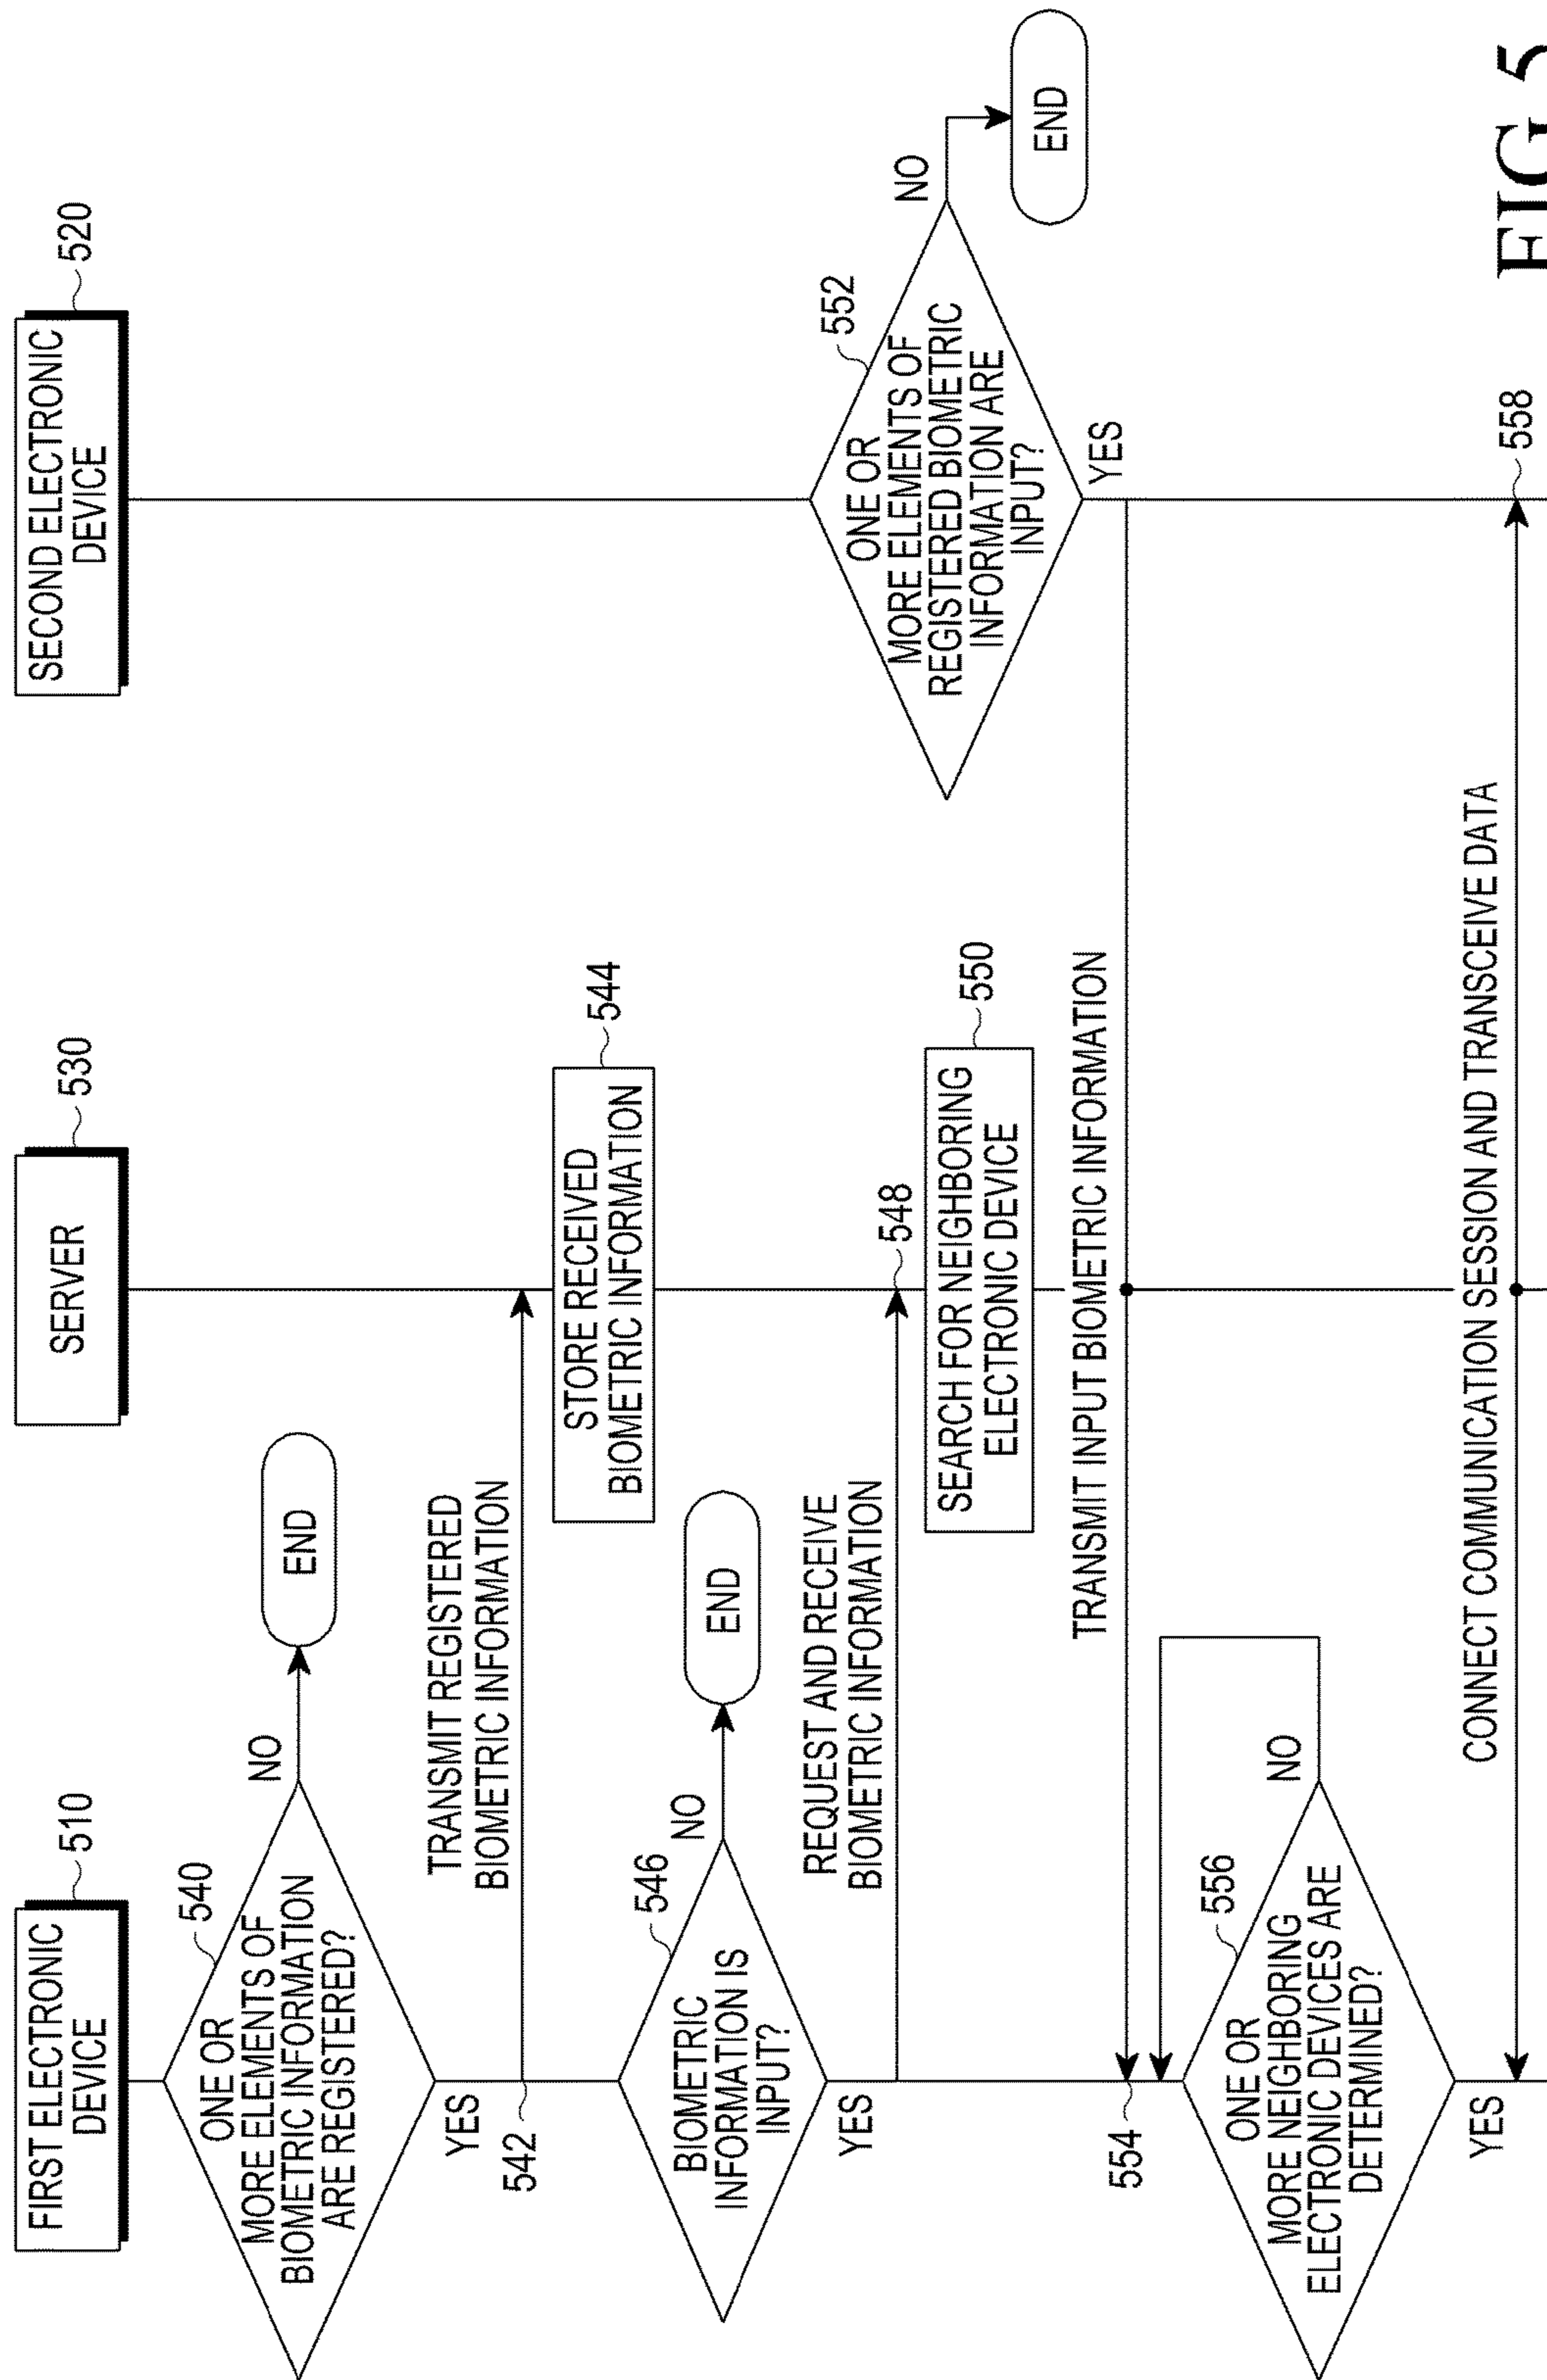 FIRST ELECTRONIC
DEVICE
510
SERVER
530
SECOND ELECTRONIC
DEVICE
520
ONE OR
MORE ELEMENTS OF
BIOMETRIC INFORMATION
ARE REGISTERED?
540
NO
END
YES
542
TRANSMIT REGISTERED
BIOMETRIC INFORMATION
STORE RECEIVED
BIOMETRIC INFORMATION
544
BIOMETRIC
INFORMATION IS
INPUT?
546
NO
END
YES
REQUEST AND RECEIVE
BIOMETRIC INFORMATION
548
SEARCH FOR NEIGHBORING
ELECTRONIC DEVICE
550
ONE OR
MORE ELEMENTS OF
REGISTERED BIOMETRIC
INFORMATION ARE
INPUT?
552
NO
END
YES
TRANSMIT INPUT BIOMETRIC INFORMATION
554
ONE OR
MORE NEIGHBORING
ELECTRONIC DEVICES ARE
DETERMINED?
556
NO
YES
CONNECT COMMUNICATION SESSION AND TRANSCEIVE DATA
558
FIG.5